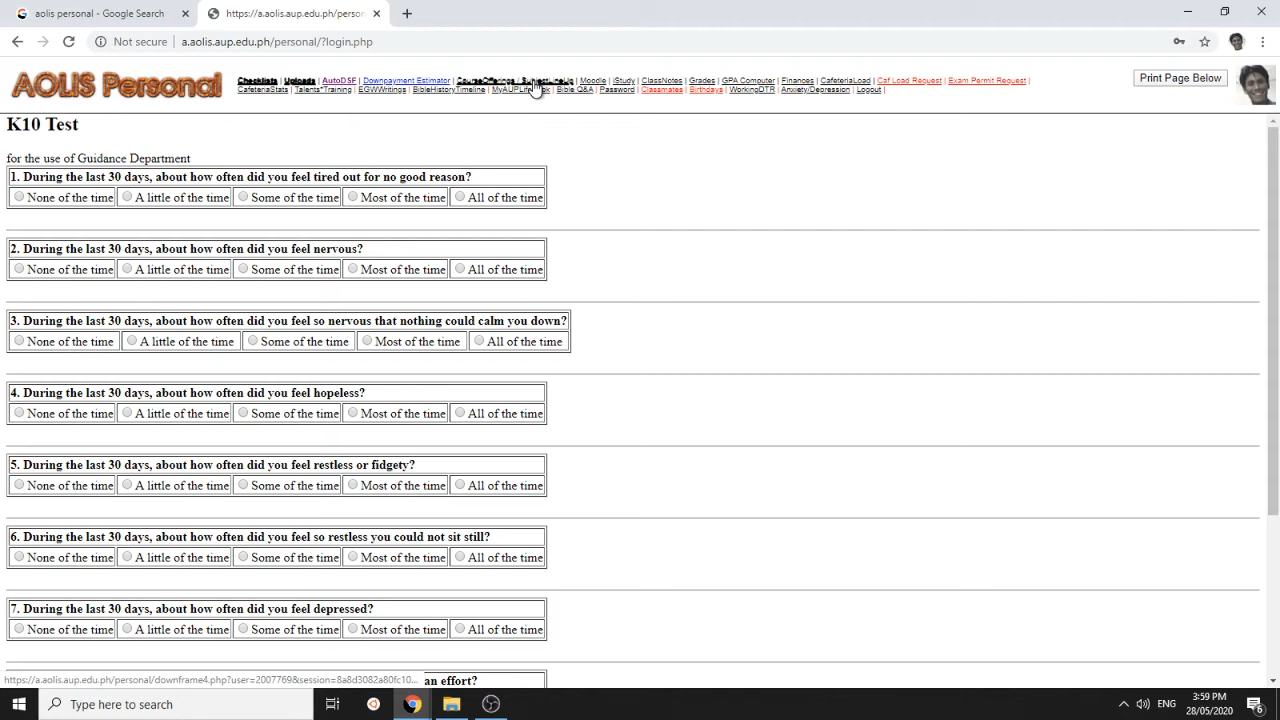 aolis personal - Google Search
https://a.aolis.aup.edu.ph/person
Not secure | a.aolis.aup.edu.ph/personal/?login.php
AOLIS Personal
Checklists | Uploads | AutoDSF | Downpayment Estimator | CourseOfferings / SubjectLineUp | Moodle | iStudy | ClassNotes | Grades | GPA Computer | Finances | CafeteriaLoad | Caf Load Request | Exam Permit Request |
CafeteriaStats | Talents*Training | EGWWritings | BibleHistoryTimeline | | Bible Q&A | Password | Classmates | Birthdays | WorkingDTR | Anxiety/Depression | Logout |
Print Page Below
K10 Test
for the use of Guidance Department
1. During the last 30 days, about how often did you feel tired out for no good reason?
None of the time A little of the time Some of the time Most of the time All of the time
2. During the last 30 days, about how often did you feel nervous?
None of the time A little of the time Some of the time Most of the time All of the time
3. During the last 30 days, about how often did you feel so nervous that nothing could calm you down?
None of the time A little of the time Some of the time Most of the time All of the time
4. During the last 30 days, about how often did you feel hopeless?
None of the time A little of the time Some of the time Most of the time All of the time
5. During the last 30 days, about how often did you feel restless or fidgety?
None of the time A little of the time Some of the time Most of the time All of the time
6. During the last 30 days, about how often did you feel so restless you could not sit still?
None of the time A little of the time Some of the time Most of the time All of the time
7. During the last 30 days, about how often did you feel depressed?
None of the time A little of the time Some of the time Most of the time All of the time
an effort?
https://a.aolis.aup.edu.ph/personal/downframe4.php?user=2007769&session=8a8d3082a80fc10...
Type here to search
ENG
3:59 PM
28/05/2020
6